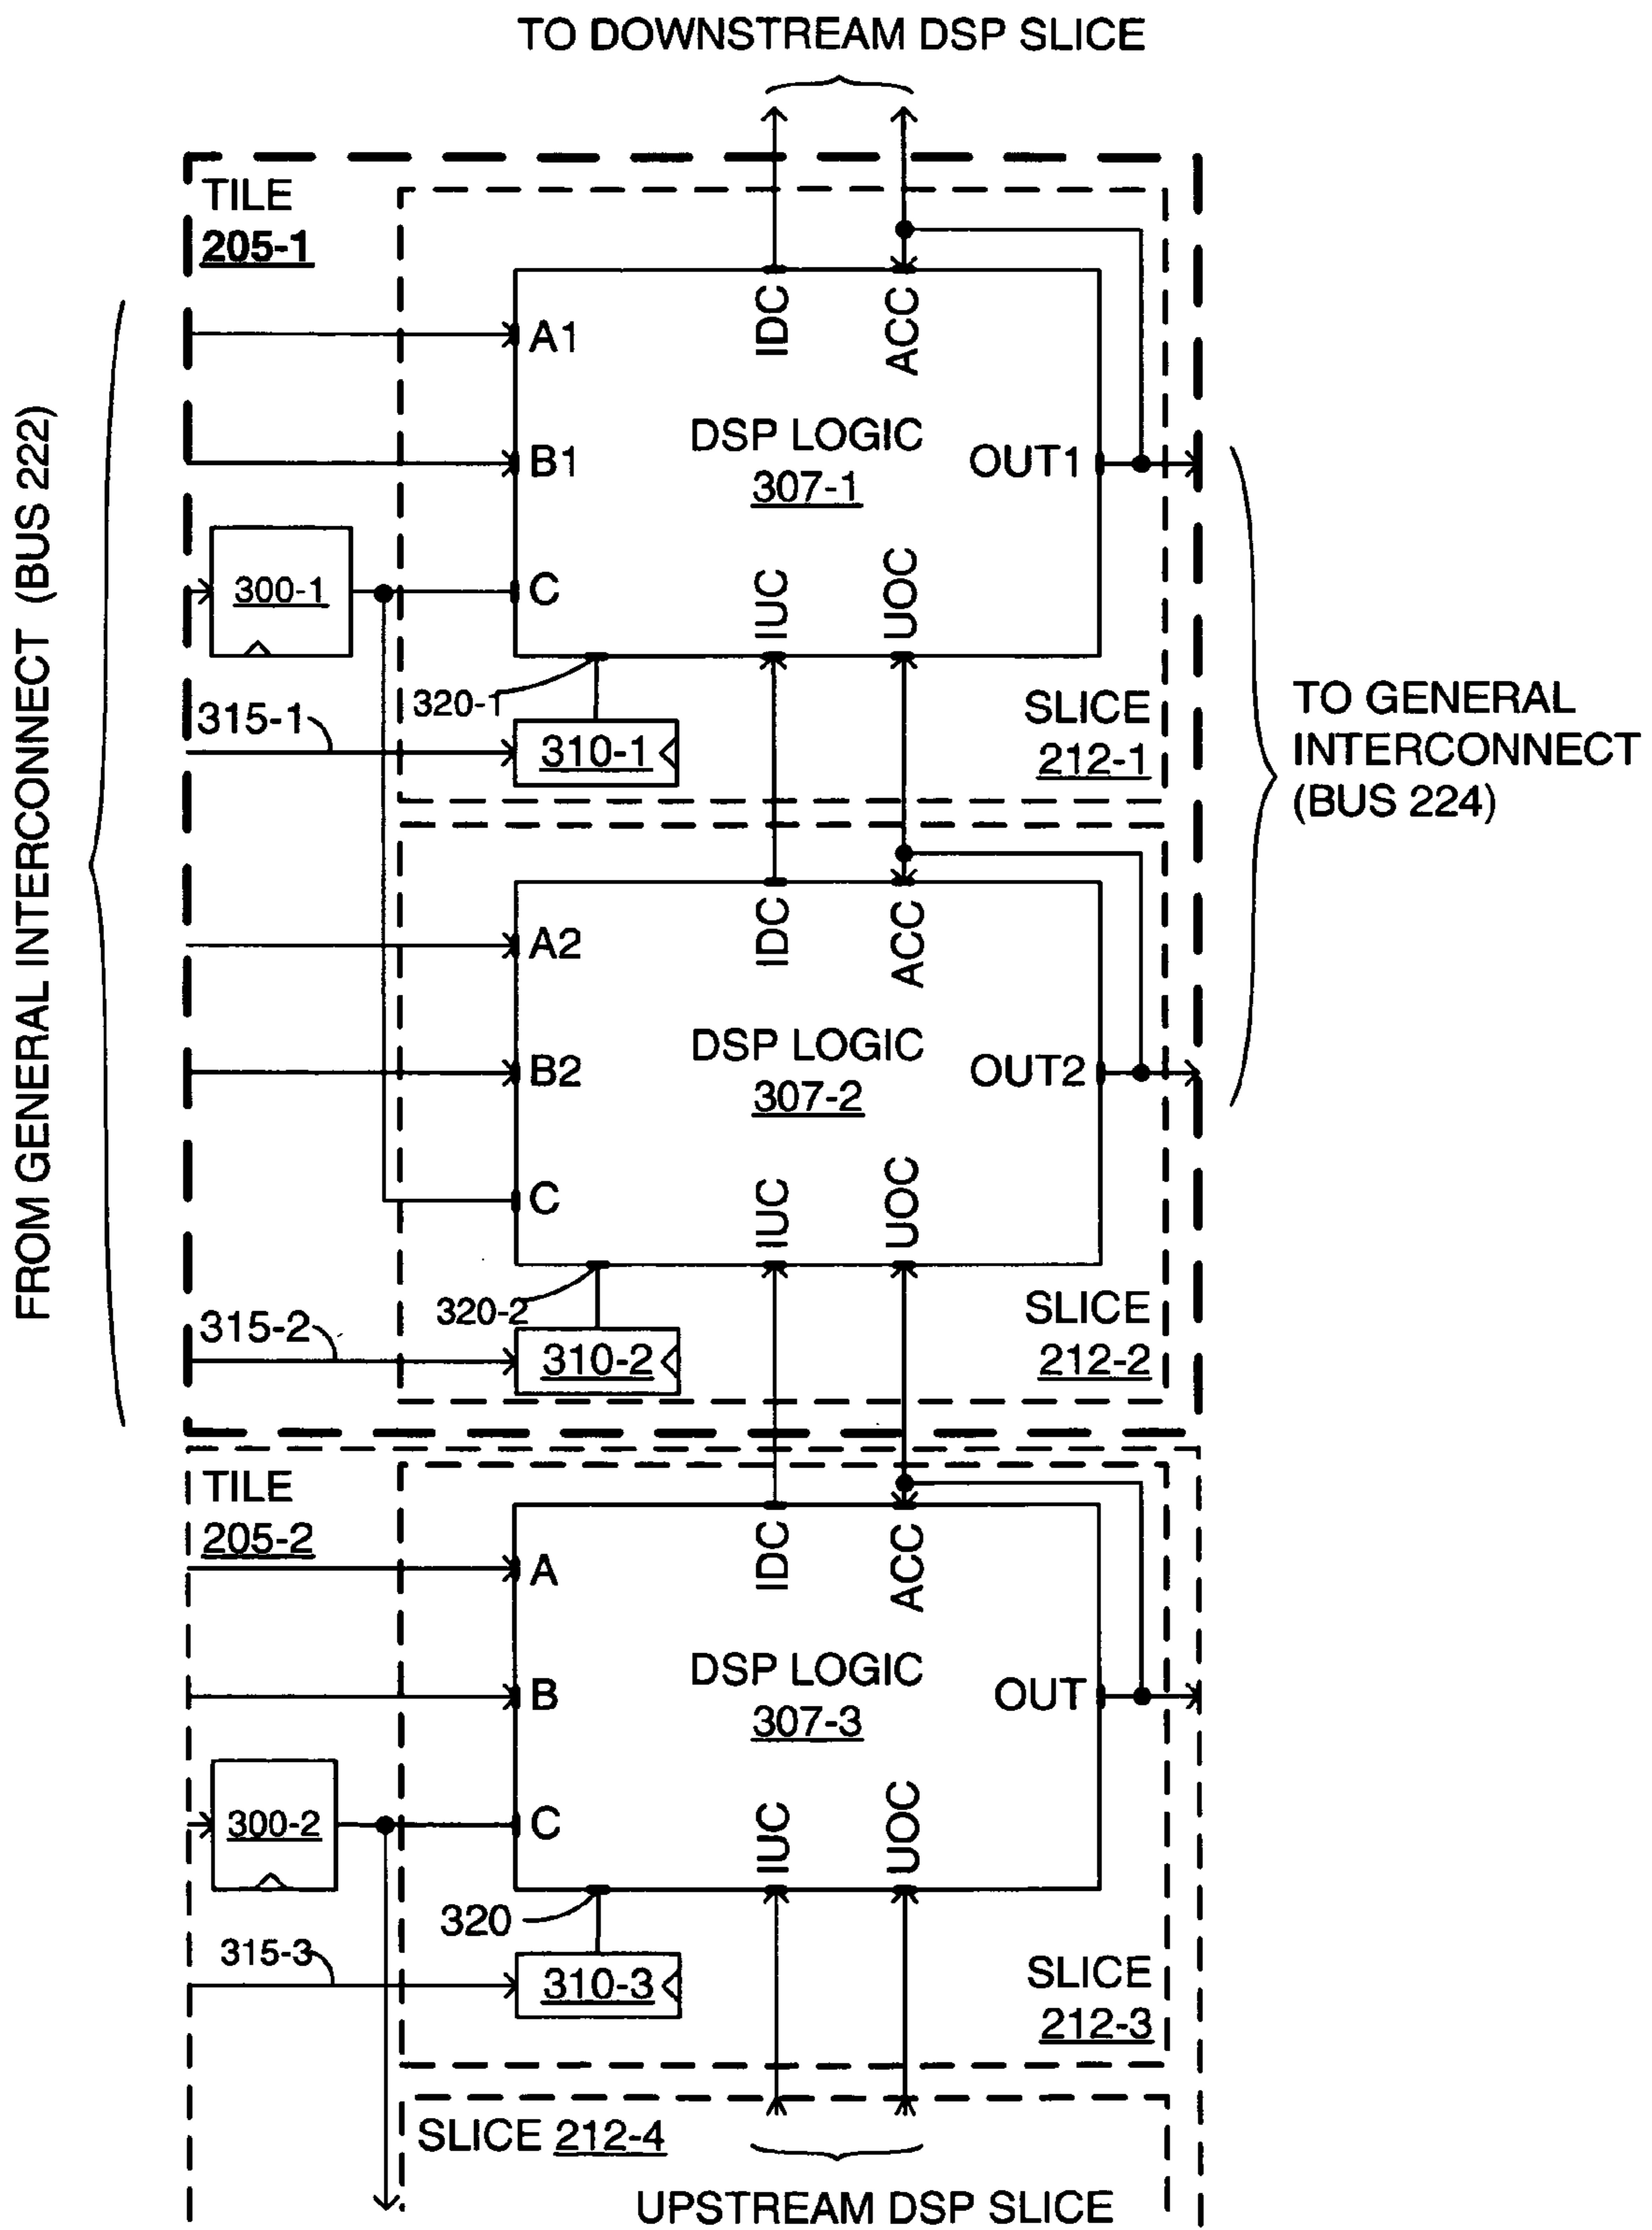 TO DOWNSTREAM DSP SLICE
TILE
205-1
FROM GENERAL INTERCONNECT (BUS 222)
A1
IDC
ACC
B1
DSP LOGIC
307-1
OUT1
300-1
C
IUC
UOC
320-1
315-1
310-1
SLICE
212-1
TO GENERAL
INTERCONNECT
(BUS 224)
A2
IDC
ACC
B2
DSP LOGIC
307-2
OUT2
C
IUC
UOC
320-2
315-2
310-2
SLICE
212-2
TILE
205-2
A
IDC
ACC
B
DSP LOGIC
307-3
OUT
300-2
C
IUC
UOC
320
315-3
310-3
SLICE
212-3
SLICE 212-4
UPSTREAM DSP SLICE